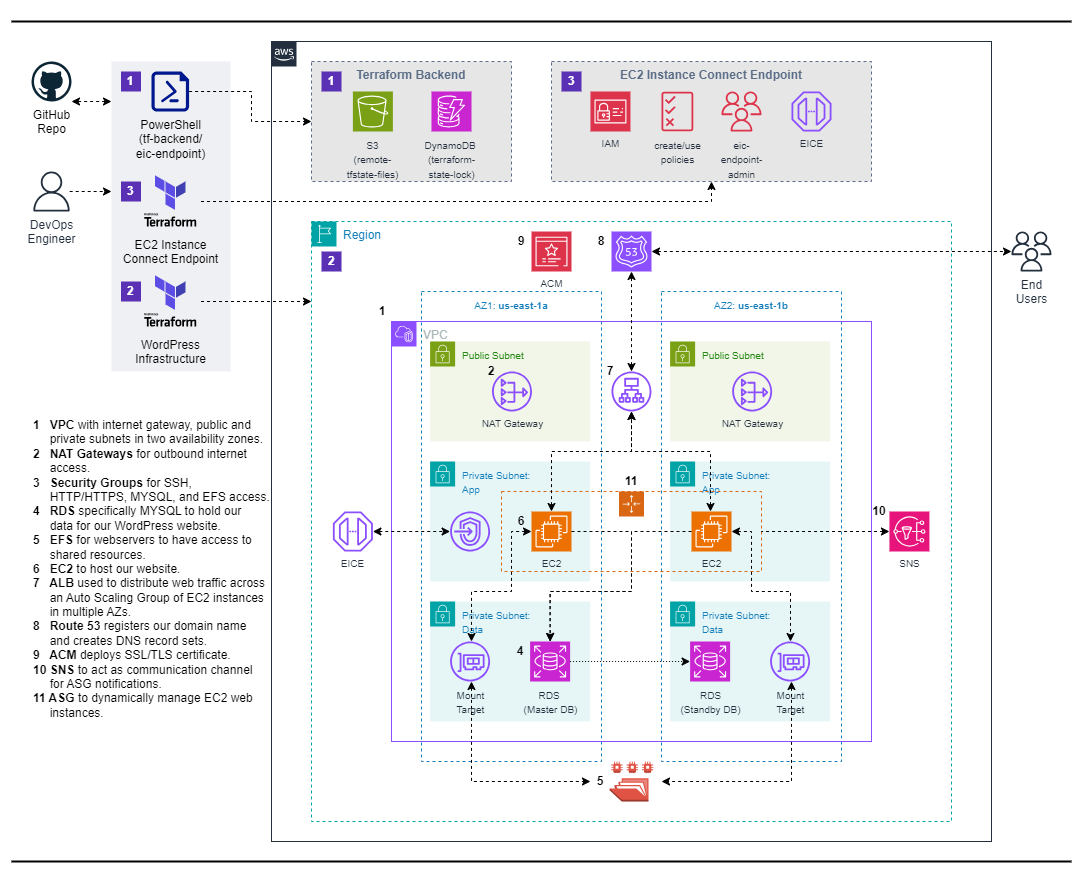 aws
GitHub
Repo
1
PowerShell
(tf-backend/
eic-endpoint)
DevOps
Engineer
3
Terraform
EC2 Instance
Connect Endpoint
2
Terraform
WordPress
Infrastructure
1
Terraform Backend
S3
(remote-
tfstate-files)
DynamoDB
(terraform-
state-lock)
3
EC2 Instance Connect Endpoint
IAM
create/use
policies
eic-
endpoint-
admin
EICE
Region
2
9
ACM
8
53
End
Users
AZ1: us-east-1a
AZ2: us-east-1b
1
VPC
Public Subnet
2
NAT Gateway
7
Public Subnet
NAT Gateway
Private Subnet:
App
11
Private Subnet:
App
EICE
6
EC2
EC2
10
SNS
Private Subnet:
Data
Mount
Target
4
RDS
(Master DB)
Private Subnet:
Data
RDS
(Standby DB)
Mount
Target
5
1 VPC with internet gateway, public and
private subnets in two availability zones.
2 NAT Gateways for outbound internet
access.
3 Security Groups for SSH,
HTTP/HTTPS, MYSQL, and EFS access.
4 RDS specifically MYSQL to hold our
data for our WordPress website.
5 EFS for webservers to have access to
shared resources.
6 EC2 to host our website.
7 ALB used to distribute web traffic across
an Auto Scaling Group of EC2 instances
in multiple AZs.
8 Route 53 registers our domain name
and creates DNS record sets.
9 ACM deploys SSL/TLS certificate.
10 SNS to act as communication channel
for ASG notifications.
11 ASG to dynamically manage EC2 web
instances.